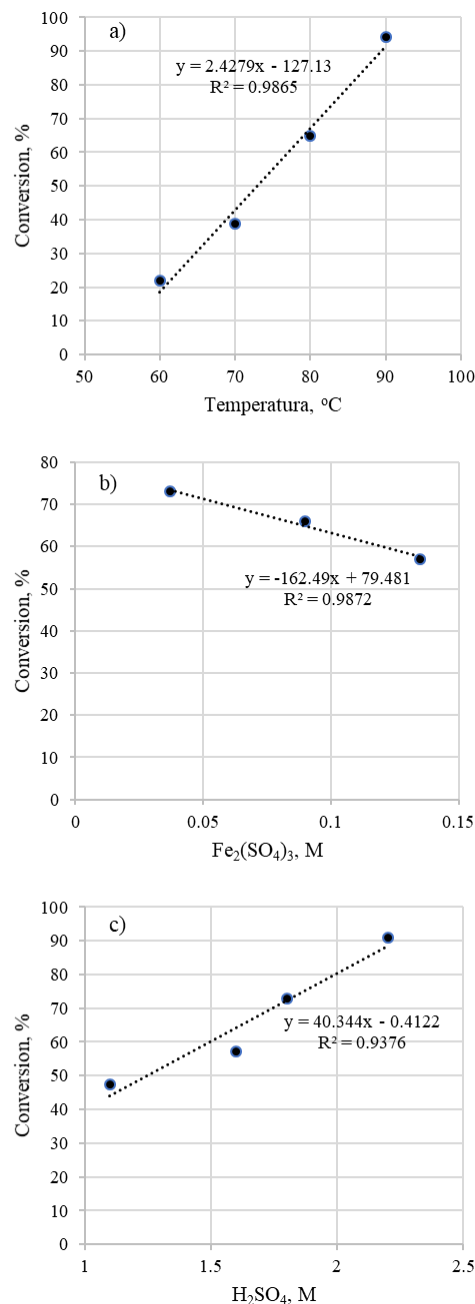 a)
y = 2.4279x - 127.13
R² = 0.9865
Conversion, %
100
90
80
70
60
50
40
30
20
10
0
50 60 70 80 90 100
Temperatura, ºC
b)
y = -162.49x + 79.481
R² = 0.9872
Conversion, %
80
70
60
50
40
30
20
10
0
0 0.05 0.1 0.15
Fe₂(SO₄)₃, M
c)
y = 40.344x - 0.4122
R² = 0.9376
Conversion, %
100
90
80
70
60
50
40
30
20
10
0
1 1.5 2 2.5
H₂SO₄, M